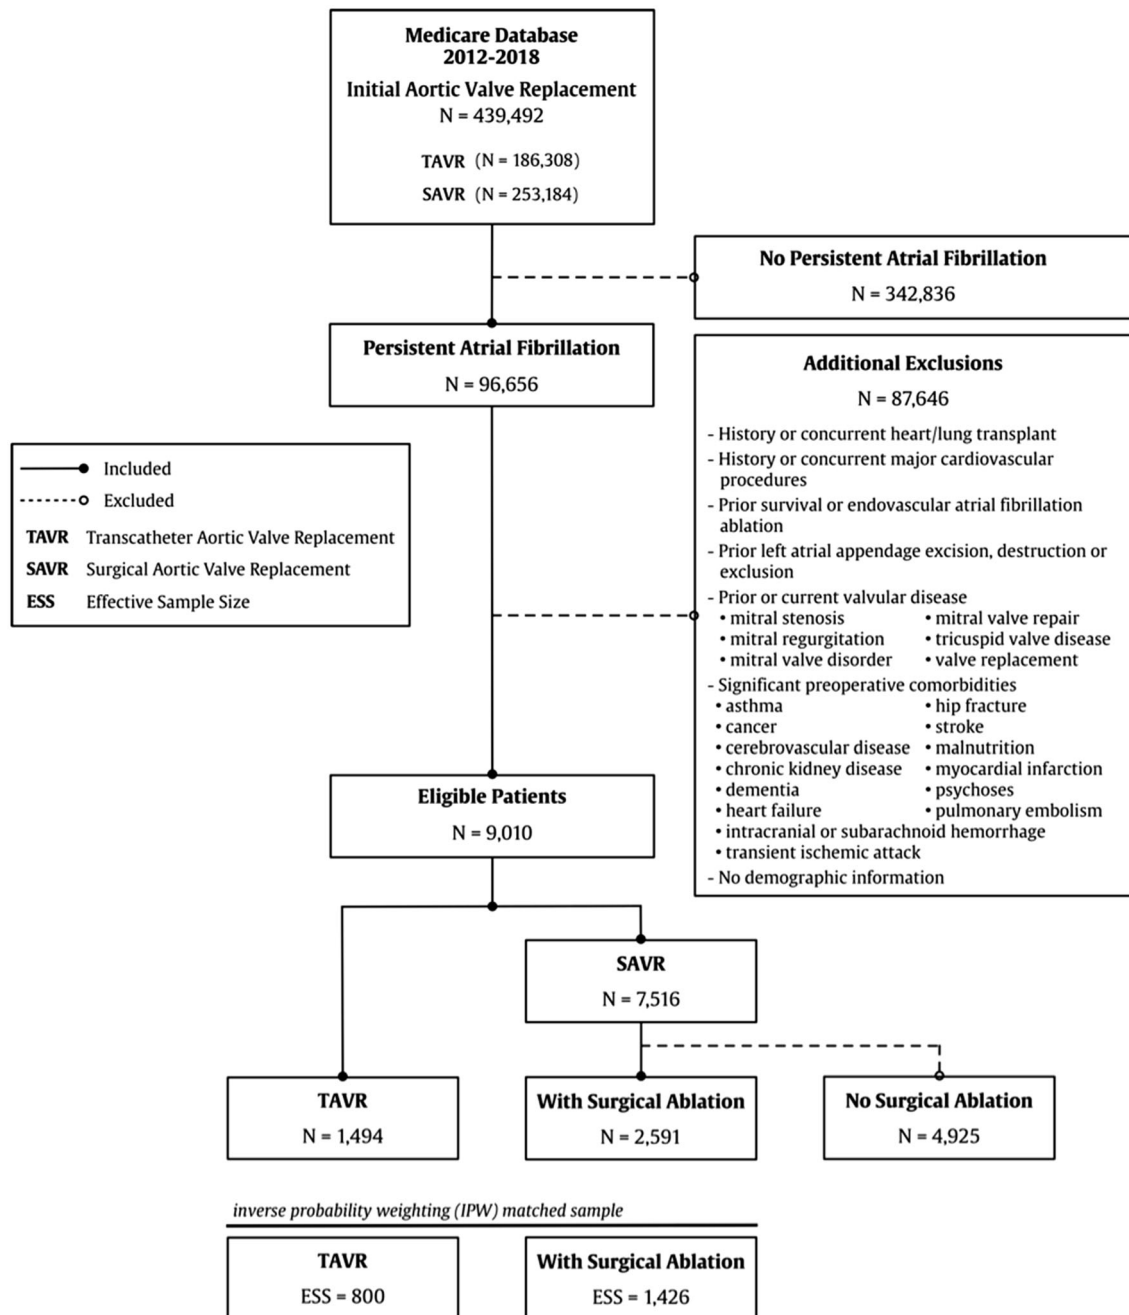 Medicare Database
2012-2018
Initial Aortic Valve Replacement
N = 439,492
TAVR (N = 186,308)
SAVR (N = 253,184)
No Persistent Atrial Fibrillation
N = 342,836
Persistent Atrial Fibrillation
N = 96,656
Additional Exclusions
N = 87,646
- History or concurrent heart/lung transplant
- History or concurrent major cardiovascular
procedures
- Prior survival or endovascular atrial fibrillation
ablation
- Prior left atrial appendage excision, destruction or
exclusion
- Prior or current valvular disease
• mitral stenosis • mitral valve repair
• mitral regurgitation • tricuspid valve disease
• mitral valve disorder • valve replacement
- Significant preoperative comorbidities
• asthma • hip fracture
• cancer • stroke
• cerebrovascular disease • malnutrition
• chronic kidney disease • myocardial infarction
• dementia • psychoses
• heart failure • pulmonary embolism
• intracranial or subarachnoid hemorrhage
• transient ischemic attack
- No demographic information
Included
Excluded
TAVR Transcatheter Aortic Valve Replacement
SAVR Surgical Aortic Valve Replacement
ESS Effective Sample Size
Eligible Patients
N = 9,010
SAVR
N = 7,516
TAVR
N = 1,494
With Surgical Ablation
N = 2,591
No Surgical Ablation
N = 4,925
inverse probability weighting (IPW) matched sample
TAVR
ESS = 800
With Surgical Ablation
ESS = 1,426